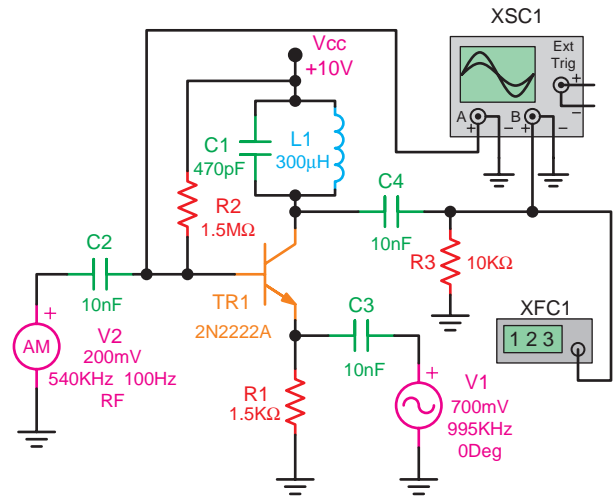 XSC1
Ext
Trig
+
−
A
B
+
−
+
−
Vcc
+10V
C1
470pF
L1
300μH
R2
1.5MΩ
C4
10nF
R3
10KΩ
C2
10nF
TR1
2N2222A
C3
10nF
XFC1
1 2 3
+
AM
V2
200mV
540KHz 100Hz
RF
R1
1.5KΩ
+
V1
700mV
995KHz
0Deg